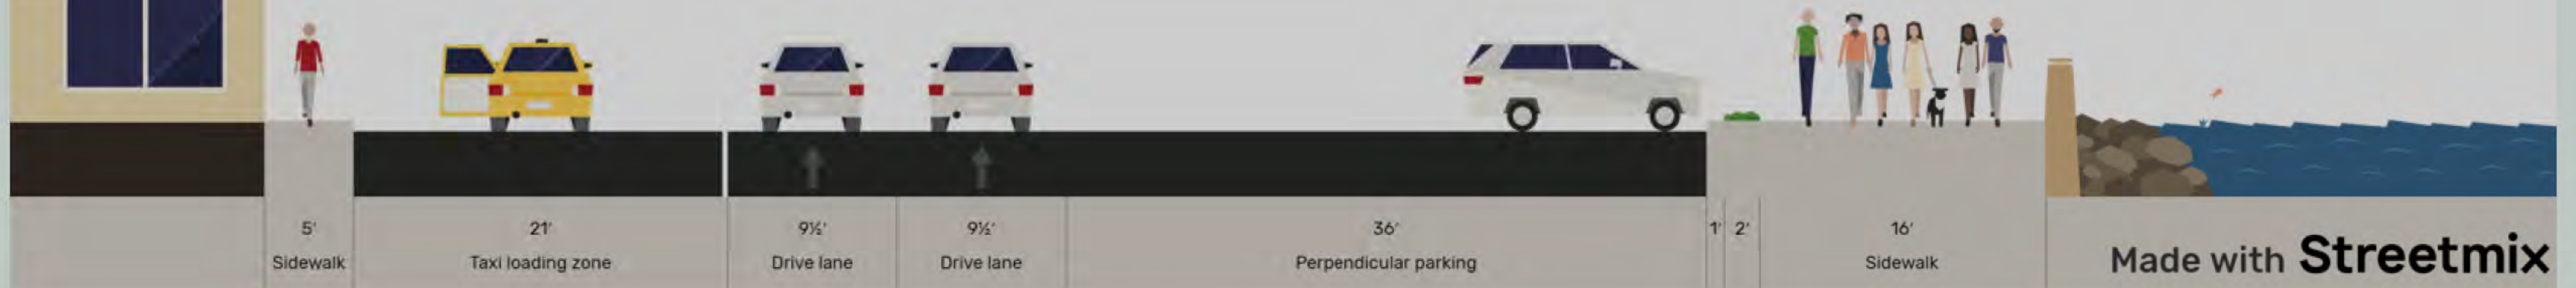 5' 21' 9½' 9½' 36' 1' 2' 16'
Sidewalk Taxi loading zone Drive lane Drive lane Perpendicular parking Sidewalk
Made with Streetmix